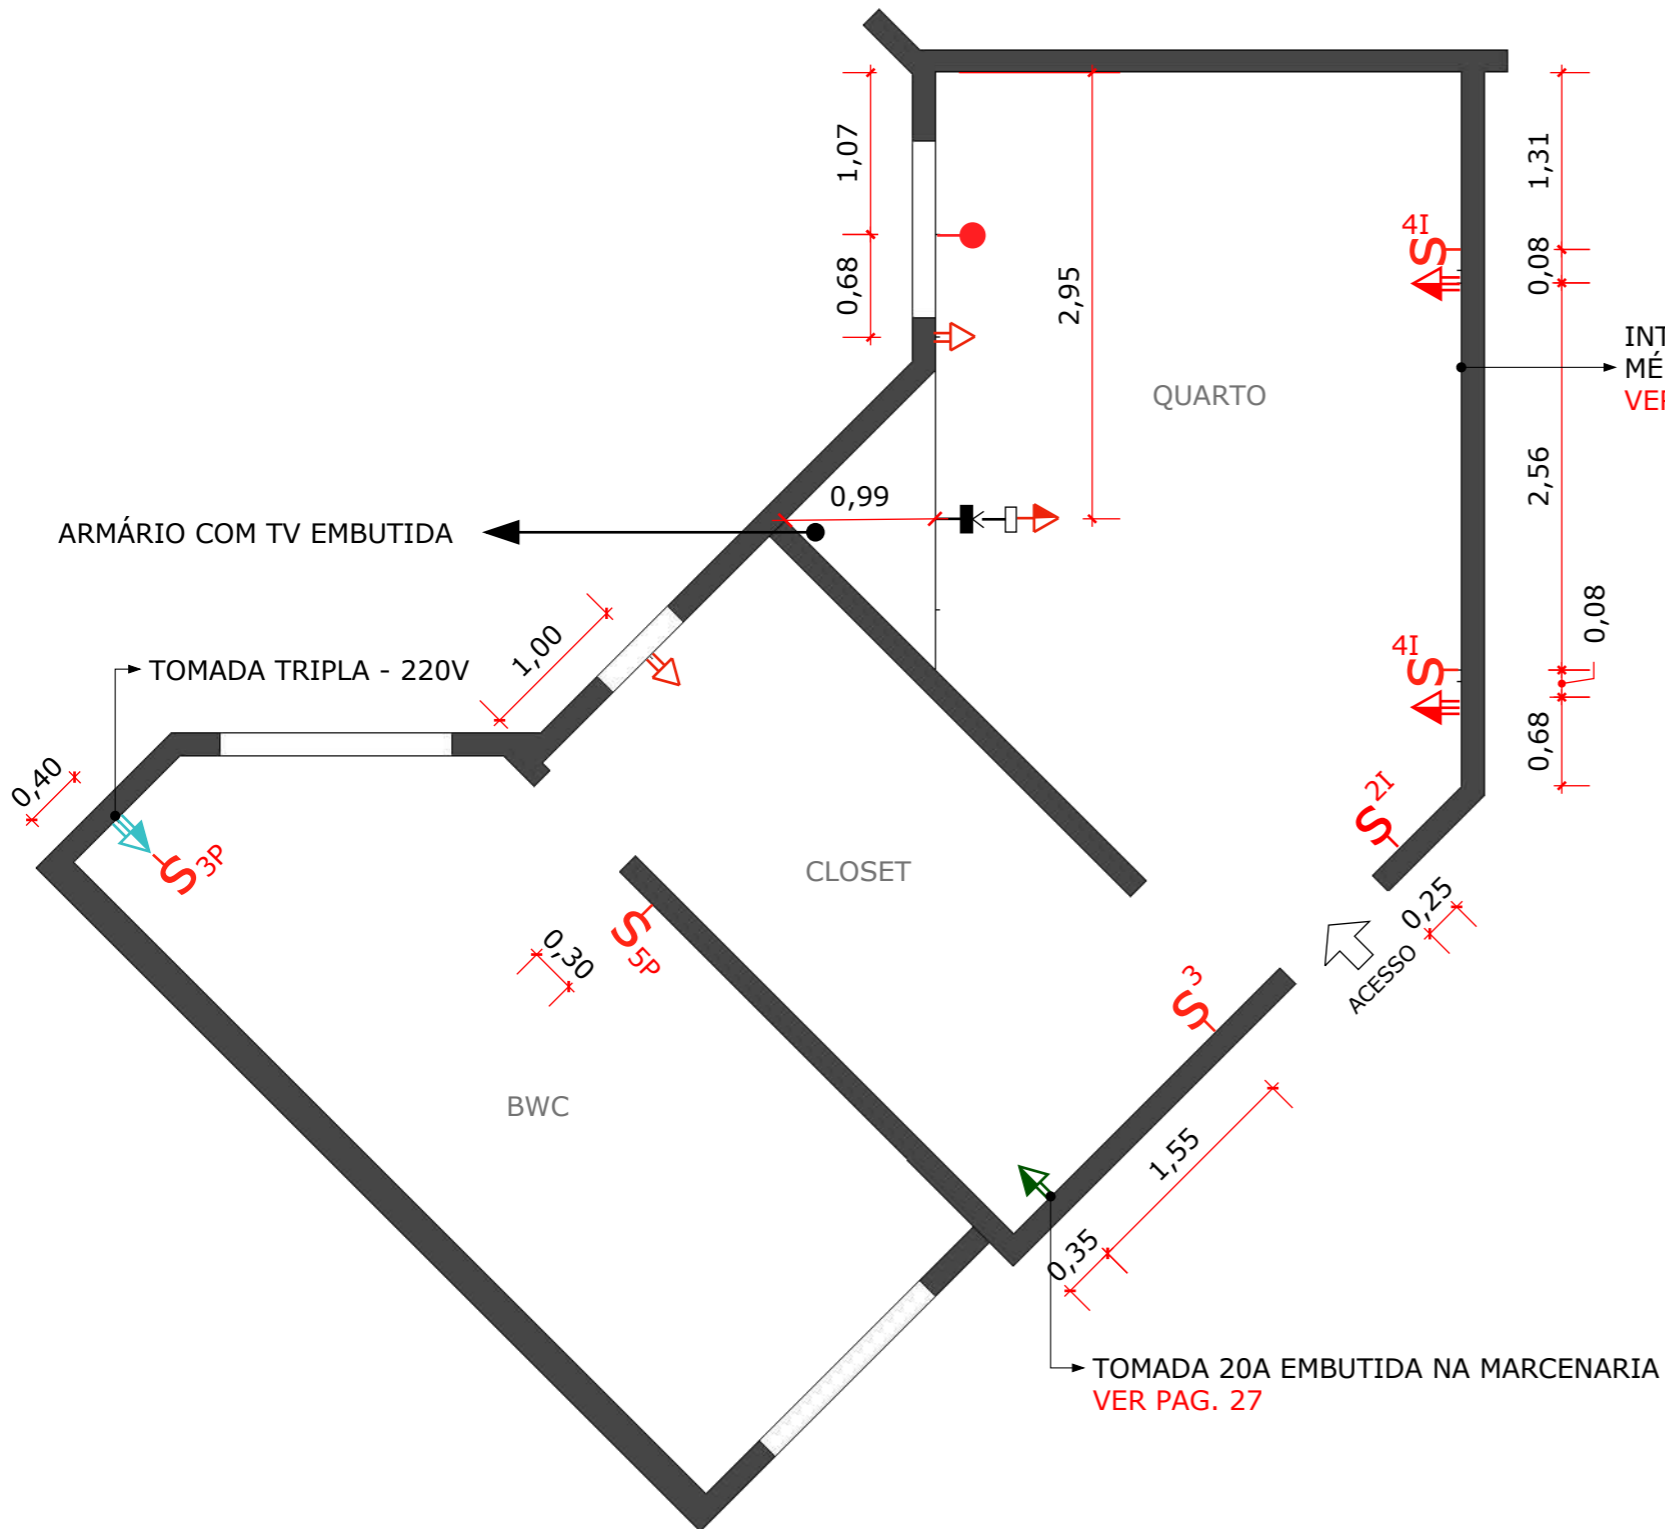 1,07
0,68
2,95
1,31
4I
S
0,08
INT
MÉ
VER
QUARTO
2,56
0,99
ARMÁRIO COM TV EMBUTIDA
0,08
1,00
4I
S
TOMADA TRIPLA - 220V
0,68
0,40
2I
S
S 3P
CLOSET
0,25
ACESSO
S 5P
0,30
3
S
BWC
1,55
0,35
TOMADA 20A EMBUTIDA NA MARCENARIA
VER PAG. 27